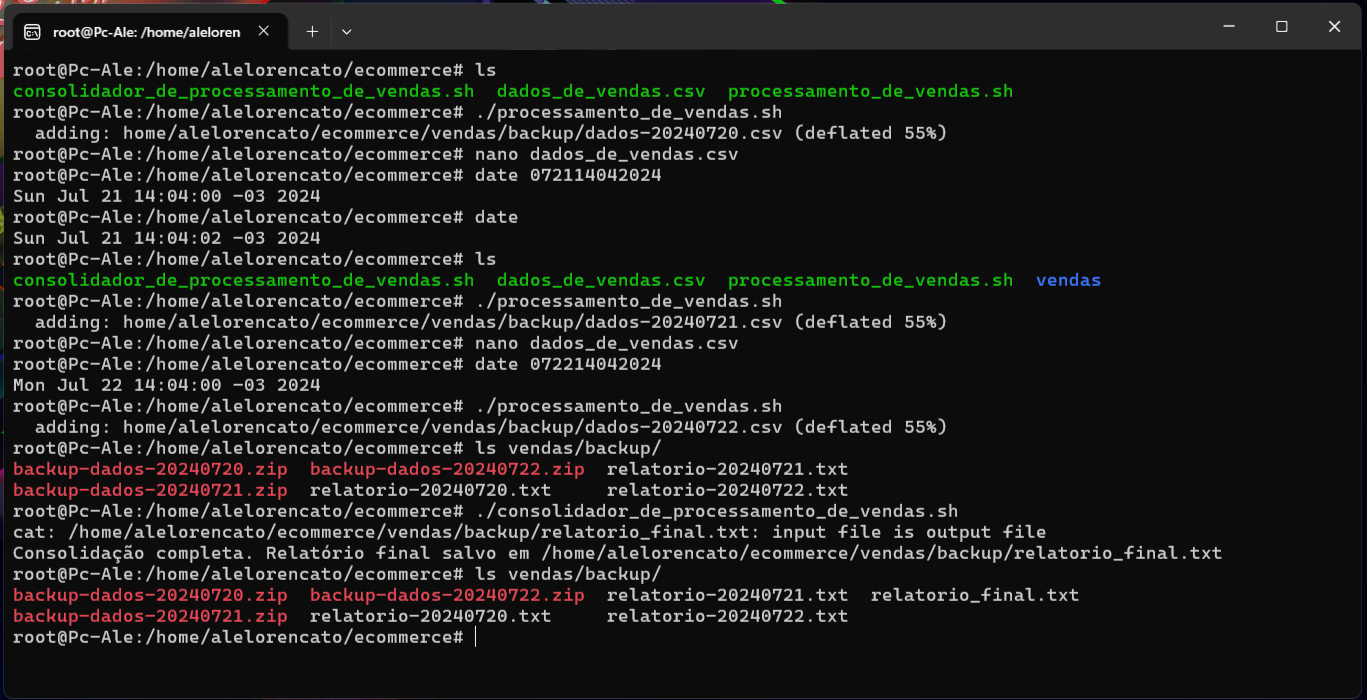 root@Pc-Ale: /home/aleloren
root@Pc-Ale:/home/alelorencato/ecommerce# ls
consolidador_de_processamento_de_vendas.sh  dados_de_vendas.csv  processamento_de_vendas.sh
root@Pc-Ale:/home/alelorencato/ecommerce# ./processamento_de_vendas.sh
  adding: home/alelorencato/ecommerce/vendas/backup/dados-20240720.csv (deflated 55%)
root@Pc-Ale:/home/alelorencato/ecommerce# nano dados_de_vendas.csv
root@Pc-Ale:/home/alelorencato/ecommerce# date 072114042024
Sun Jul 21 14:04:00 -03 2024
root@Pc-Ale:/home/alelorencato/ecommerce# date
Sun Jul 21 14:04:02 -03 2024
root@Pc-Ale:/home/alelorencato/ecommerce# ls
consolidador_de_processamento_de_vendas.sh  dados_de_vendas.csv  processamento_de_vendas.sh  vendas
root@Pc-Ale:/home/alelorencato/ecommerce# ./processamento_de_vendas.sh
  adding: home/alelorencato/ecommerce/vendas/backup/dados-20240721.csv (deflated 55%)
root@Pc-Ale:/home/alelorencato/ecommerce# nano dados_de_vendas.csv
root@Pc-Ale:/home/alelorencato/ecommerce# date 072214042024
Mon Jul 22 14:04:00 -03 2024
root@Pc-Ale:/home/alelorencato/ecommerce# ./processamento_de_vendas.sh
  adding: home/alelorencato/ecommerce/vendas/backup/dados-20240722.csv (deflated 55%)
root@Pc-Ale:/home/alelorencato/ecommerce# ls vendas/backup/
backup-dados-20240720.zip  backup-dados-20240722.zip  relatorio-20240721.txt
backup-dados-20240721.zip  relatorio-20240720.txt     relatorio-20240722.txt
root@Pc-Ale:/home/alelorencato/ecommerce# ./consolidador_de_processamento_de_vendas.sh
cat: /home/alelorencato/ecommerce/vendas/backup/relatorio_final.txt: input file is output file
Consolidação completa. Relatório final salvo em /home/alelorencato/ecommerce/vendas/backup/relatorio_final.txt
root@Pc-Ale:/home/alelorencato/ecommerce# ls vendas/backup/
backup-dados-20240720.zip  backup-dados-20240722.zip  relatorio-20240721.txt  relatorio_final.txt
backup-dados-20240721.zip  relatorio-20240720.txt     relatorio-20240722.txt
root@Pc-Ale:/home/alelorencato/ecommerce#